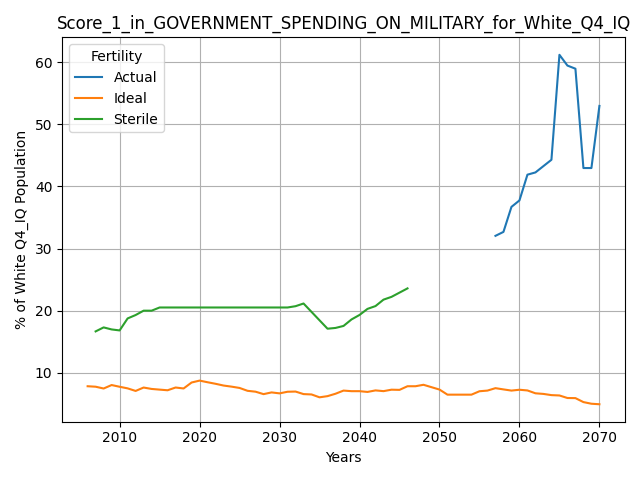 Score_1_in_GOVERNMENT_SPENDING_ON_MILITARY_for_White_Q4_IQ
Fertility
Actual
Ideal
Sterile
% of White Q4_IQ Population
60
50
40
30
20
10
2010 2020 2030 2040 2050 2060 2070
Years